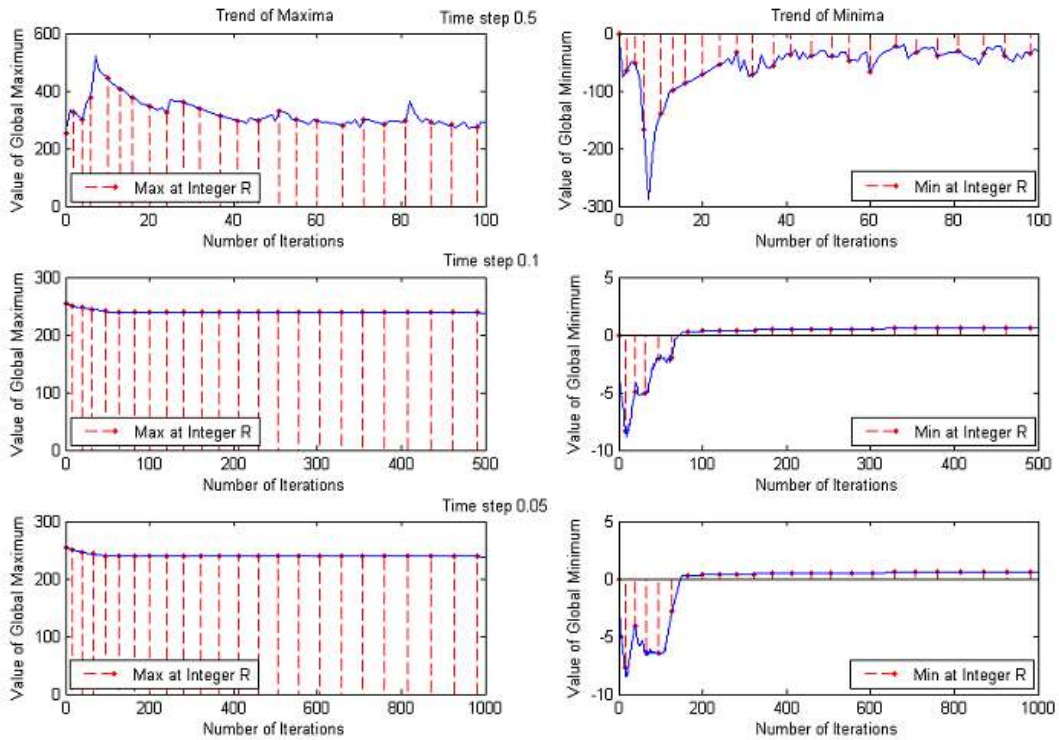 Trend of Maxima
Time step 0.5
Trend of Minima
Value of Global Maximum
600
400
200
0
Max at Integer R
0 20 40 60 80 100
Number of Iterations
Value of Global Minimum
0
-100
-200
-300
Min at Integer R
0 20 40 60 80 100
Number of Iterations
Time step 0.1
Value of Global Maximum
300
200
100
0
Max at Integer R
0 100 200 300 400 500
Number of Iterations
Value of Global Minimum
5
0
-5
-10
Min at Integer R
0 100 200 300 400 500
Number of Iterations
Time step 0.05
Value of Global Maximum
300
200
100
0
Max at Integer R
0 200 400 600 800 1000
Number of Iterations
Value of Global Minimum
5
0
-5
-10
Min at Integer R
0 200 400 600 800 1000
Number of Iterations